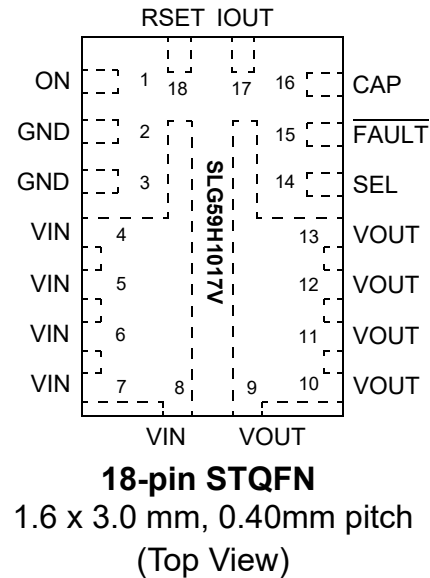 RSET IOUT
ON 1 18 17 16 CAP
GND 2 15 FAULT
GND 3 14 SEL
SLG59H1017V
VIN 4 13 VOUT
VIN 5 12 VOUT
VIN 6 11 VOUT
VIN 7 8 9 10 VOUT
VIN VOUT
18-pin STQFN
1.6 x 3.0 mm, 0.40mm pitch
(Top View)